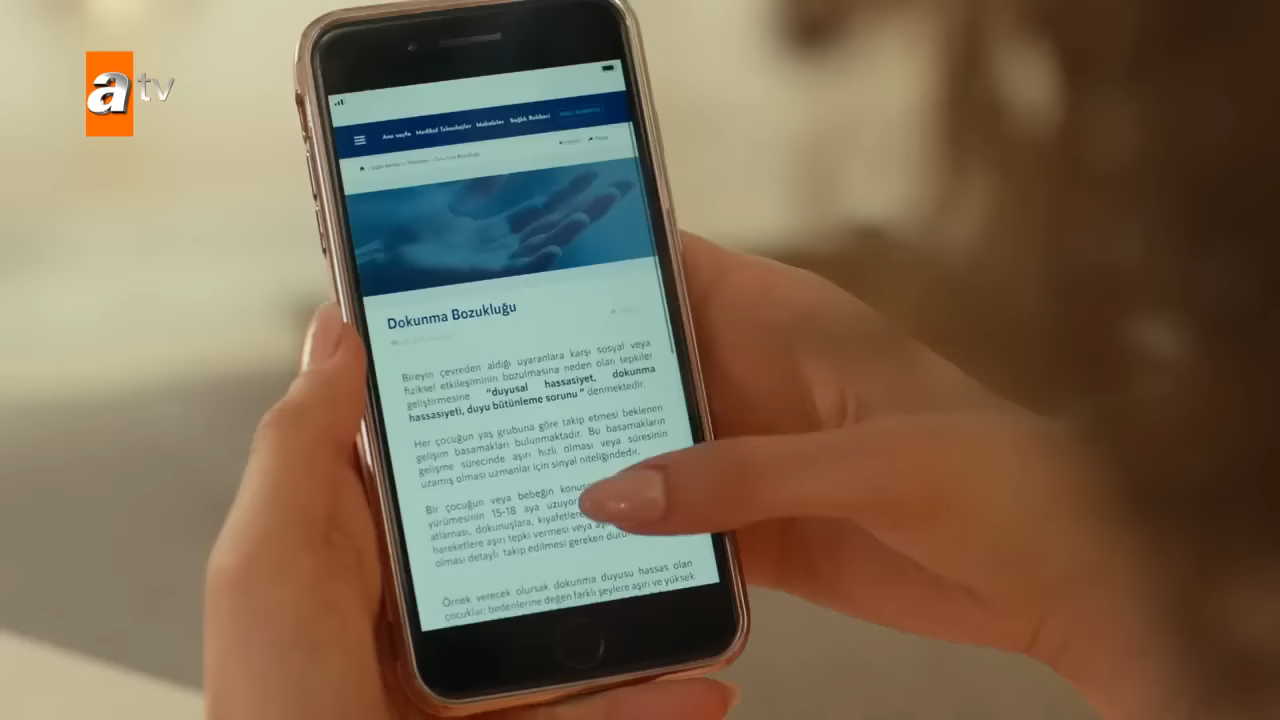 a tv
Ana sayfa Medikal Teknolojiler Makaleler Sağlık Rehberi
Dokunma Bozukluğu
Dokunma Bozukluğu
Bireyin çevreden aldığı uyaranlara karşı sosyal veya
fiziksel etkileşiminin bozulmasına neden olan tepkiler
geliştirmesine "duyusal hassasiyet, dokunma
hassasiyeti, duyu bütünleme sorunu" denmektedir.
Her çocuğun yaş grubuna göre takip etmesi beklenen
gelişim basamakları bulunmaktadır. Bu basamakların
gelişme sürecinde aşırı hızlı olması veya süresinin
uzamış olması uzmanlar için sinyal niteliğindedir.
Bir çocuğun veya bebeğin
yürümesinin 15-18 aya
atlaması, dokunuşlara,
hareketlere aşırı tepki vermesi veya
olması detaylı takip edilmesi gereken
Örnek verecek olursak dokunma duyusu hassas olan
çocuklar; bedenlerine değen farklı şeylere aşırı ve yüksek